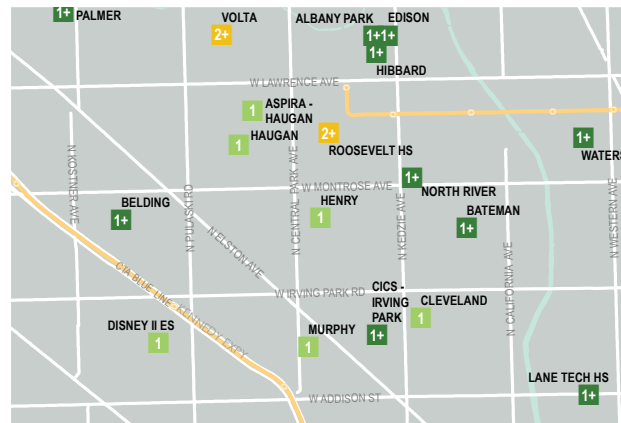 1+ PALMER
VOLTA
2+
ALBANY PARK
EDISON
1+ 1+
1+
HIBBARD
W LAWRENCE AVE
1 ASPIRA -
HAUGAN
1 HAUGAN
2+
ROOSEVELT HS
1+
WATERS
N KOSTNER AVE
N PULASKI RD
N CENTRAL PARK AVE
N KEDZIE AVE
N CALIFORNIA AVE
N WESTERN AVE
N ELSTON AVE
W MONTROSE AVE
1+
NORTH RIVER
BELDING
1+
HENRY
1
BATEMAN
1+
CTA BLUE LINE-KENNEDY EXPY
W IRVING PARK RD
CICS -
IRVING
PARK
1+
CLEVELAND
1
DISNEY II ES
1
MURPHY
1
LANE TECH HS
1+
W ADDISON ST